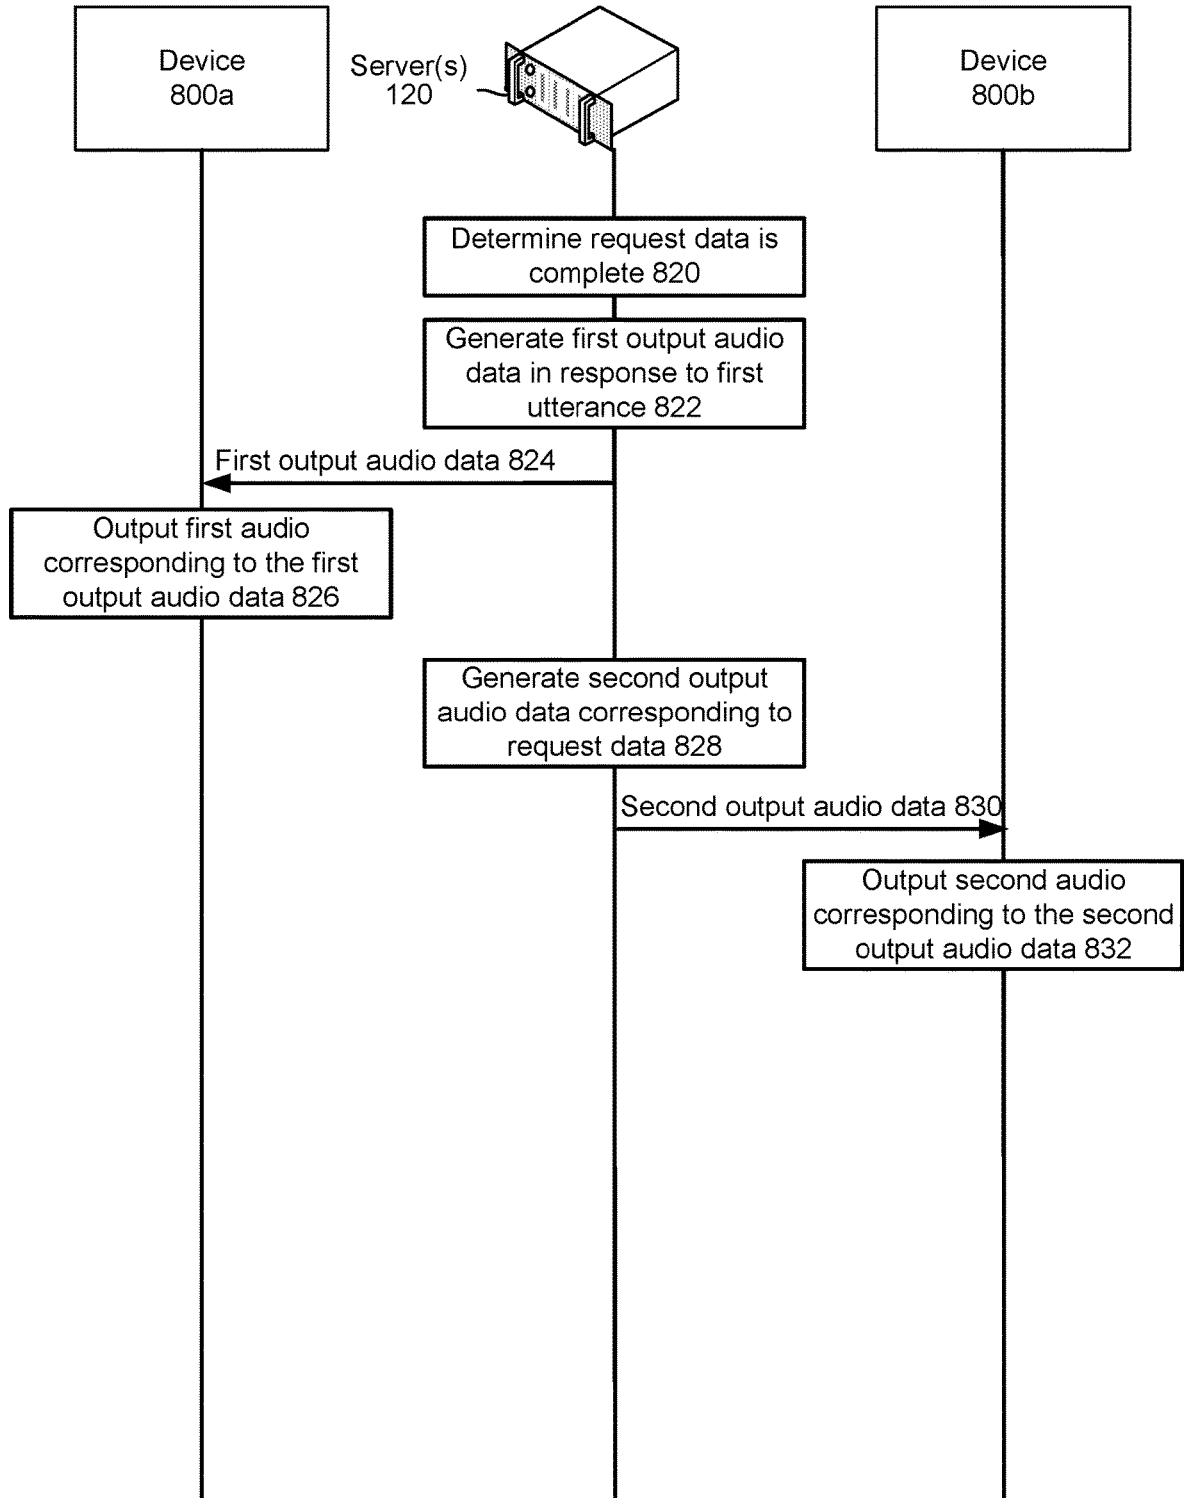 Device
800a
Server(s)
120
Device
800b
Determine request data is
complete 820
Generate first output audio
data in response to first
utterance 822
First output audio data 824
Output first audio
corresponding to the first
output audio data 826
Generate second output
audio data corresponding to
request data 828
Second output audio data 830
Output second audio
corresponding to the second
output audio data 832